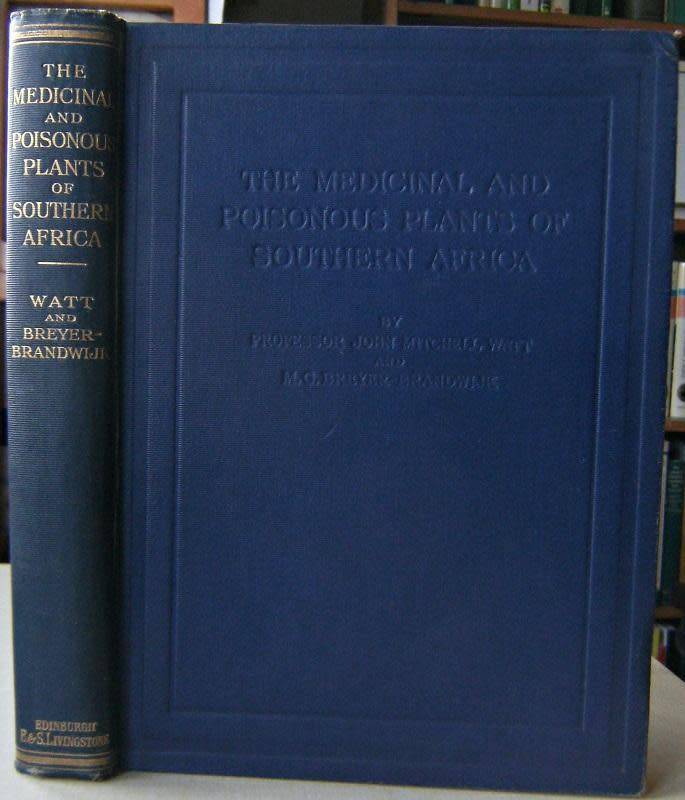 THE
MEDICINAL
AND
POISONOUS
PLANTS
OF
SOUTHERN
AFRICA
WATT
AND
BREYER-
BRANDWIJK
EDINBURGH
E. & S. LIVINGSTONE
THE MEDICINAL AND
POISONOUS PLANTS OF
SOUTHERN AFRICA
BY
PROFESSOR JOHN MITCHELL WATT
AND
M.G. BREYER-BRANDWIJK